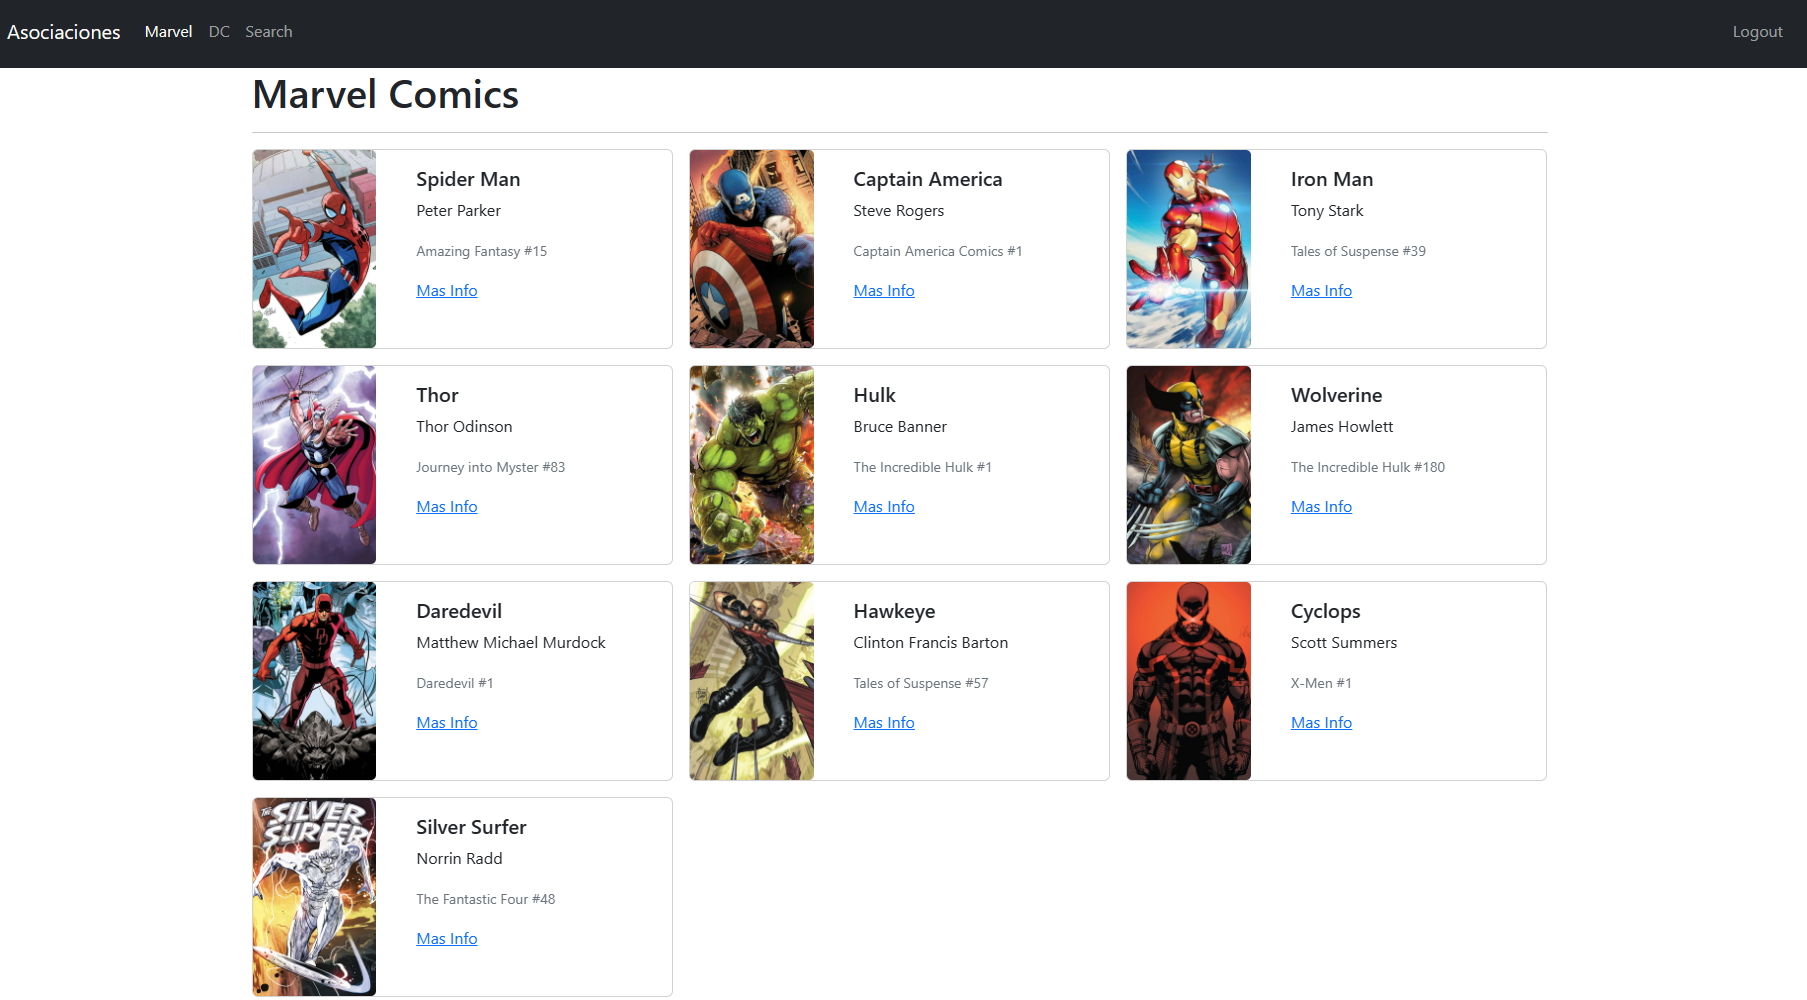 Asociaciones Marvel DC Search Logout
Marvel Comics
Spider Man
Peter Parker
Amazing Fantasy #15
Mas Info
Captain America
Steve Rogers
Captain America Comics #1
Mas Info
Iron Man
Tony Stark
Tales of Suspense #39
Mas Info
Thor
Thor Odinson
Journey into Myster #83
Mas Info
Hulk
Bruce Banner
The Incredible Hulk #1
Mas Info
Wolverine
James Howlett
The Incredible Hulk #180
Mas Info
Daredevil
Matthew Michael Murdock
Daredevil #1
Mas Info
DD
Hawkeye
Clinton Francis Barton
Tales of Suspense #57
Mas Info
Cyclops
Scott Summers
X-Men #1
Mas Info
THE SILVER
SURFER
Silver Surfer
Norrin Radd
The Fantastic Four #48
Mas Info